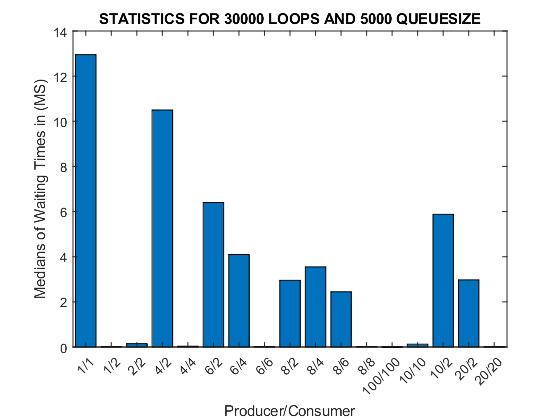 STATISTICS FOR 30000 LOOPS AND 5000 QUEUESIZE
14
12
10
8
6
4
2
0
Medians of Waiting Times in (MS)
1/1 1/2 2/2 4/2 4/4 6/2 6/4 6/6 8/2 8/4 8/6 8/8 100/100 10/10 10/2 20/2 20/20
Producer/Consumer